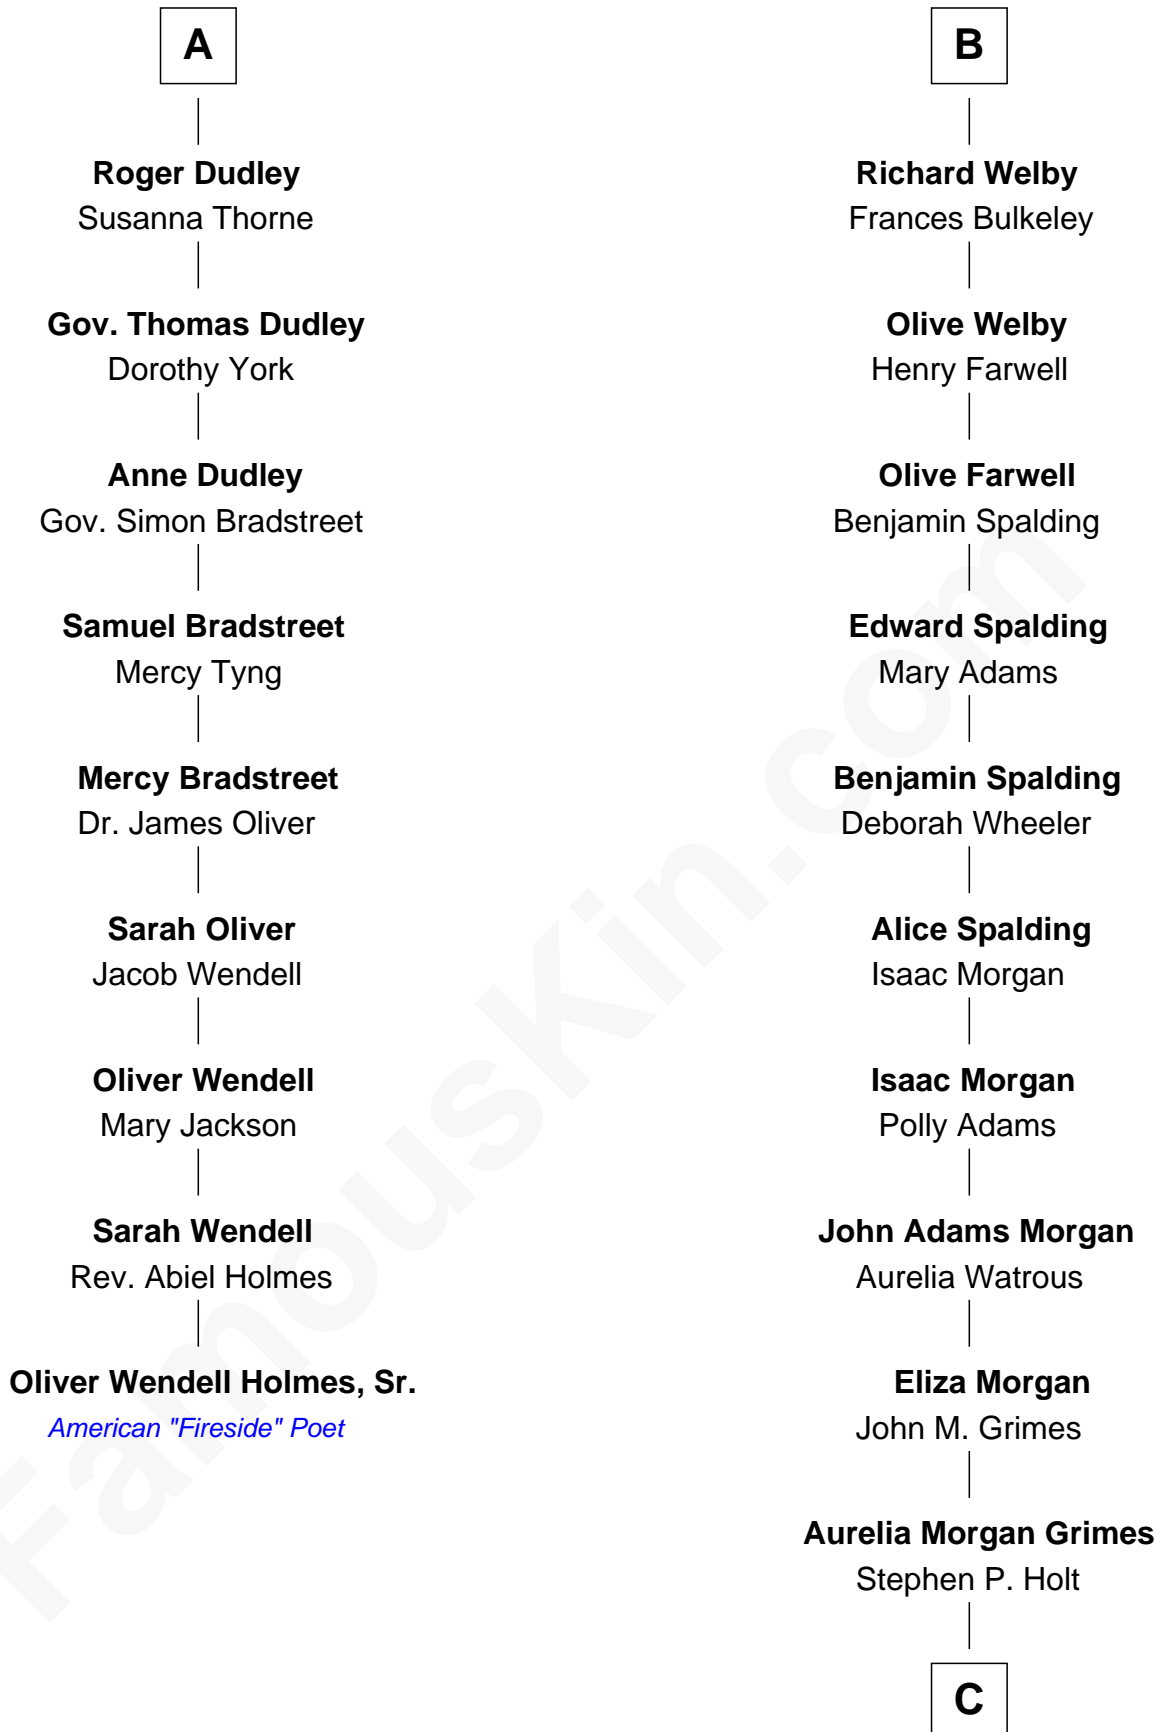 A
Roger Dudley
Susanna Thorne
Gov. Thomas Dudley
Dorothy York
Anne Dudley
Gov. Simon Bradstreet
Samuel Bradstreet
Mercy Tyng
Mercy Bradstreet
Dr. James Oliver
Sarah Oliver
Jacob Wendell
Oliver Wendell
Mary Jackson
Sarah Wendell
Rev. Abiel Holmes
Oliver Wendell Holmes, Sr.
American "Fireside" Poet
B
Richard Welby
Frances Bulkeley
Olive Welby
Henry Farwell
Olive Farwell
Benjamin Spalding
Edward Spalding
Mary Adams
Benjamin Spalding
Deborah Wheeler
Alice Spalding
Isaac Morgan
Isaac Morgan
Polly Adams
John Adams Morgan
Aurelia Watrous
Eliza Morgan
John M. Grimes
Aurelia Morgan Grimes
Stephen P. Holt
C
FamousKin.com